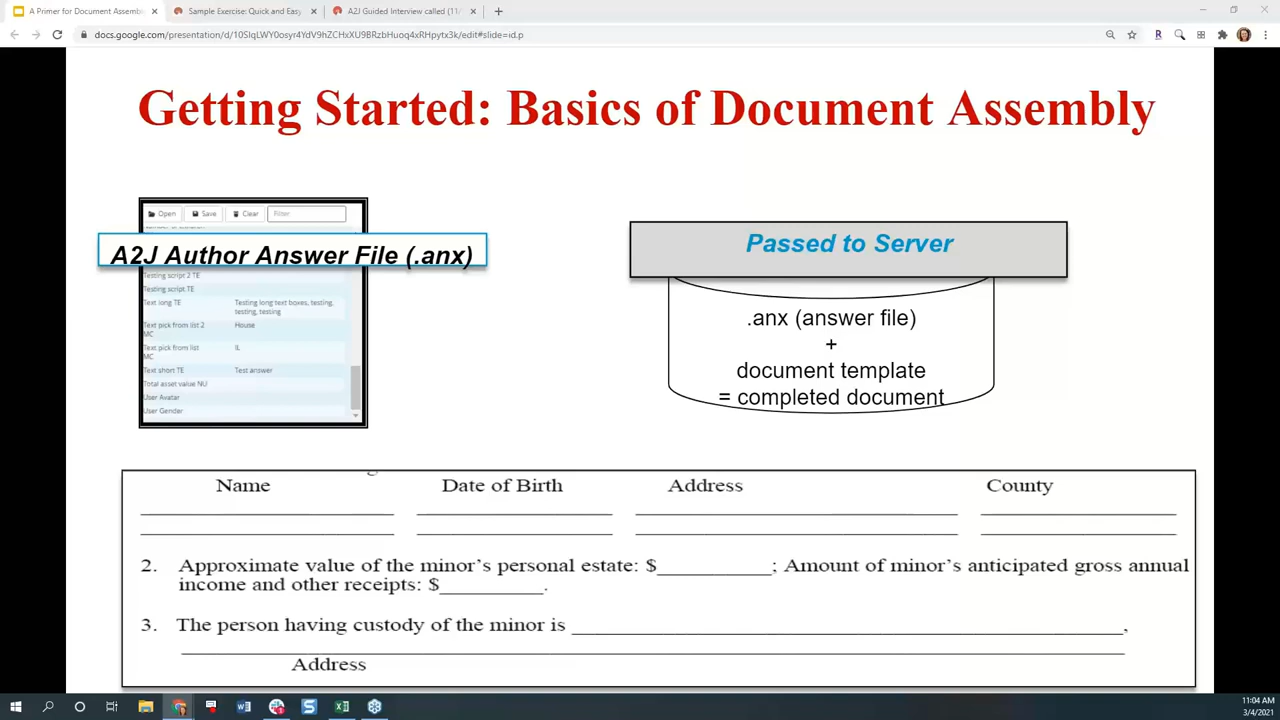 A Primer for Document Assemb
Sample Exercise: Quick and Easy
A2J Guided Interview called (11/
docs.google.com/presentation/d/10SIqLWY0osyr4YdV9hZCHxXU9BRzbHuoq4xRHpytx3k/edit#slide=id.p
Getting Started: Basics of Document Assembly
Open Save Clear Filter
A2J Author Answer File (.anx)
Testing script 2 TE
Testing script TE
Text long TE Testing long text boxes, testing,
testing, testing
Text pick from list 2 House
MC
Text pick from list IL
MC
Text short TE Test answer
Total asset value NU
User Avatar
User Gender
Passed to Server
.anx (answer file)
+
document template
= completed document
Name Date of Birth Address County
2. Approximate value of the minor's personal estate: $__________; Amount of minor's anticipated gross annual
income and other receipts: $_________.
3. The person having custody of the minor is ____________________,
Address
11:04 AM
3/4/2021